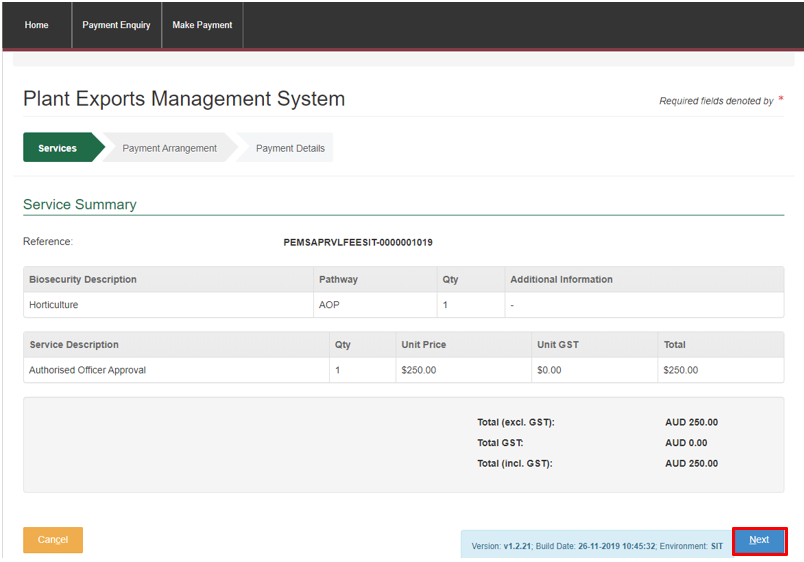 Home Payment Enquiry Make Payment
Plant Exports Management System
Required fields denoted by *
Services Payment Arrangement Payment Details
Service Summary
Reference: PEMSAPRVLFEESIT-0000001019
Biosecurity Description Pathway Qty Additional Information
Horticulture AOP 1 -
Service Description Qty Unit Price Unit GST Total
Authorised Officer Approval 1 $250.00 $0.00 $250.00
Total (excl. GST): AUD 250.00
Total GST: AUD 0.00
Total (incl. GST): AUD 250.00
Cancel Version: v1.2.21; Build Date: 26-11-2019 10:45:32; Environment: SIT Next